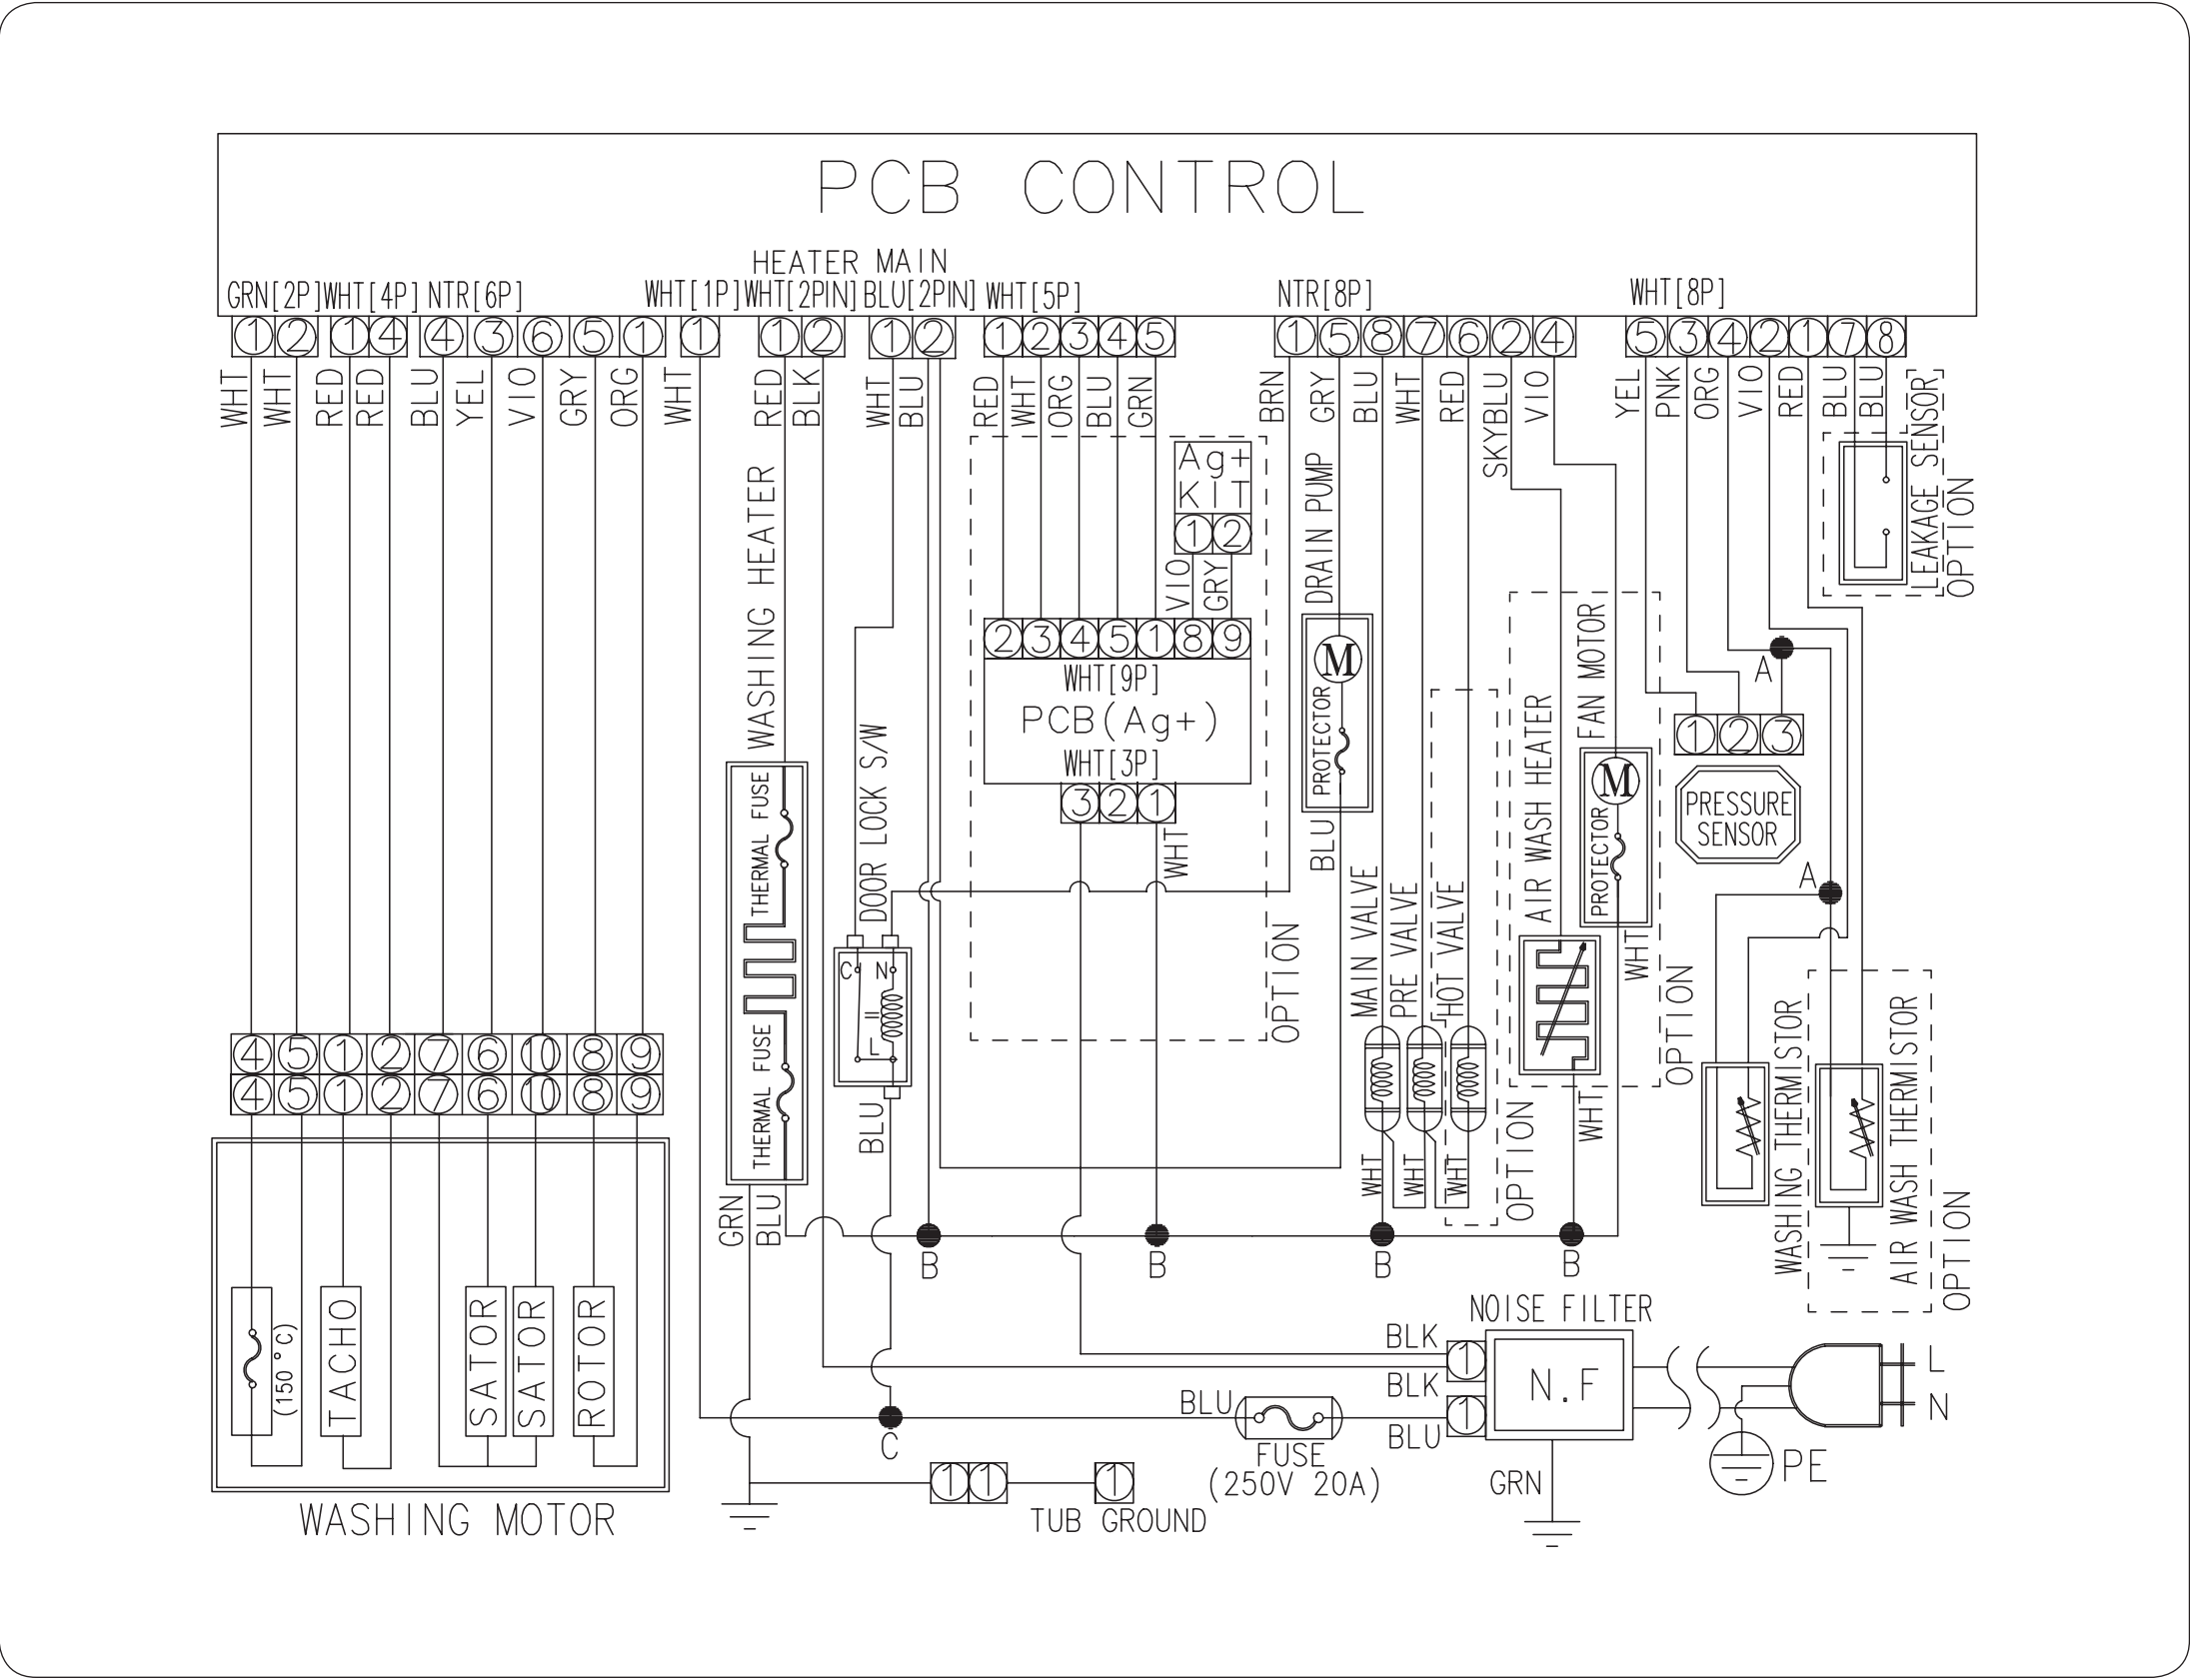 PCB CONTROL
HEATER MAIN
GRN[2P] WHT[4P] NTR[6P] WHT[1P] WHT[2PIN] BLU[2PIN] WHT[5P] NTR[8P] WHT[8P]
1 2 1 4 4 3 6 5 1 1 1 2 1 2 1 2 3 4 5 1 5 8 7 6 2 4 5 3 4 2 1 7 8
WHT WHT RED RED BLU YEL VIO GRY ORG WHT RED BLK WHT BLU RED WHT ORG BLU GRN BRN GRY BLU WHT RED SKYBLU VIO YEL PNK ORG VIO RED BLU BLU
LEAKAGE SENSOR
OPTION
Ag+
KIT
1 2
VIO GRY
WASHING HEATER
DRAIN PUMP
2 3 4 5 1 8 9
WHT[9P]
PCB(Ag+)
WHT[3P]
3 2 1
WHT
OPTION
M
PROTECTOR
BLU
FAN MOTOR
M
PROTECTOR
WHT
AIR WASH HEATER
WHT
OPTION
A
1 2 3
PRESSURE
SENSOR
A
THERMAL FUSE
THERMAL FUSE
GRN BLU
DOOR LOCK S/W
C N
L
BLU
MAIN VALVE
PRE VALVE
HOT VALVE
WHT WHT WHT
OPTION
WASHING THERMISTOR
AIR WASH THERMISTOR
OPTION
4 5 1 2 7 6 10 8 9
4 5 1 2 7 6 10 8 9
(150°C)
TACHO
SATOR
SATOR
ROTOR
WASHING MOTOR
B B B B
NOISE FILTER
BLK
1
BLK
N.F
L
N
BLU
1
BLU
C
FUSE
(250V 20A)
GRN
PE
1 1 1
TUB GROUND